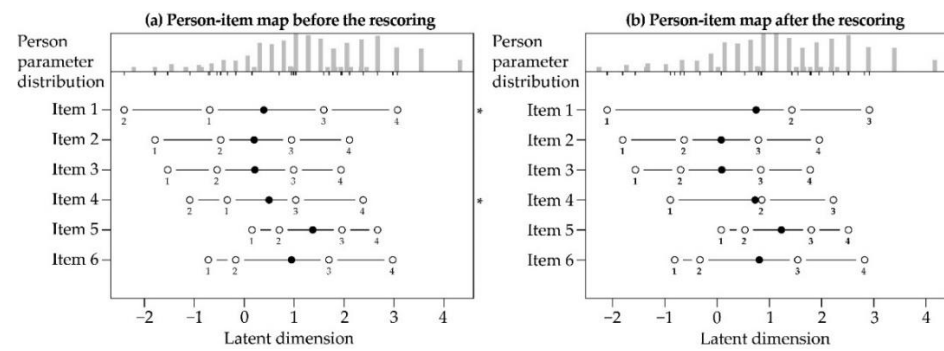 (a) Person-item map before the rescoring
Person
parameter
distribution
Item 1
2 1 3 4
*
Item 2
1 2 3 4
Item 3
1 2 3 4
Item 4
2 1 3 4
*
Item 5
1 2 3 4
Item 6
1 2 3 4
−2 −1 0 1 2 3 4
Latent dimension
(b) Person-item map after the rescoring
Person
parameter
distribution
Item 1
1 2 3
Item 2
1 2 3 4
Item 3
1 2 3 4
Item 4
1 2 3
Item 5
1 2 3 4
Item 6
1 2 3 4
−2 −1 0 1 2 3 4
Latent dimension